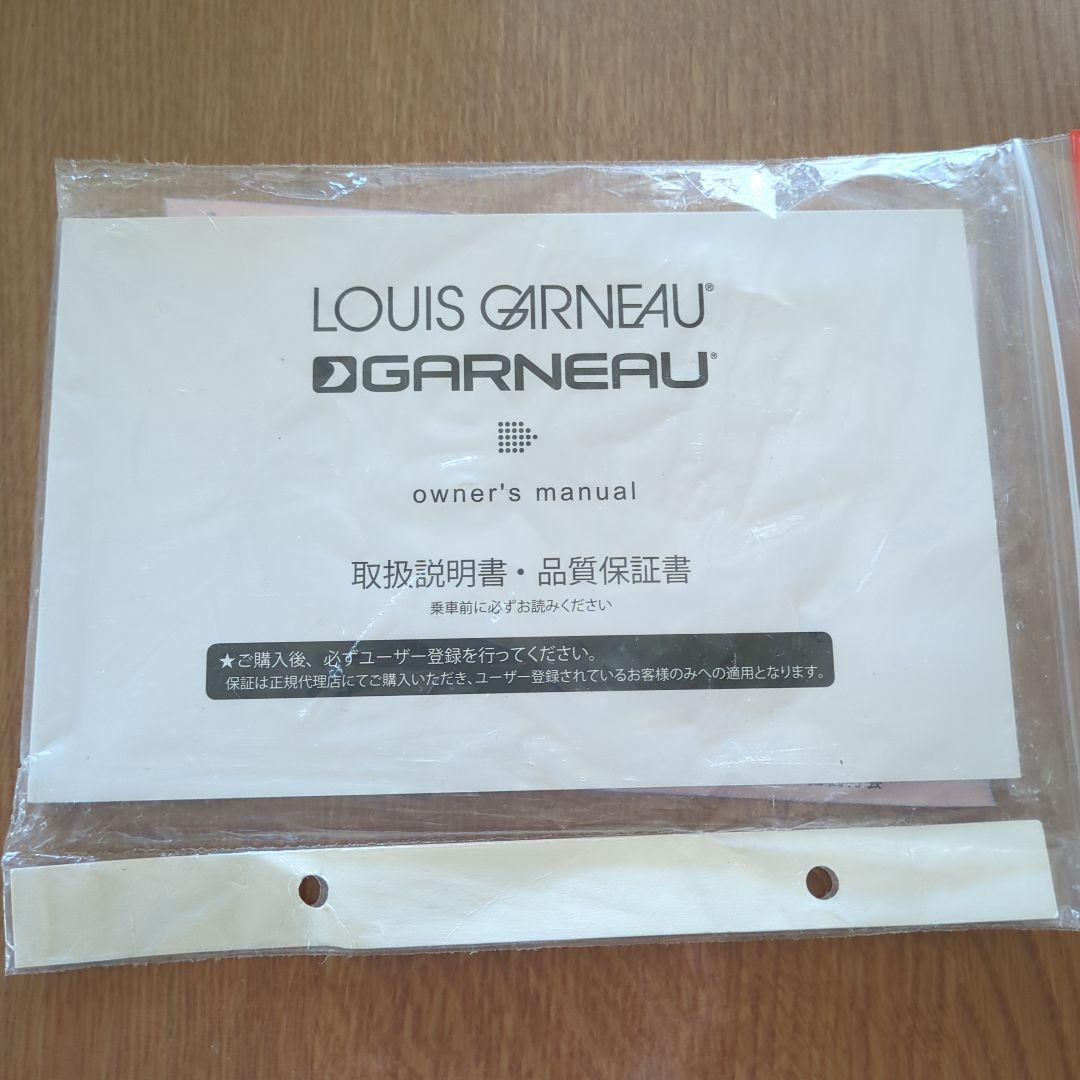 LOUIS GARNEAU®
GARNEAU®
owner's manual
取扱説明書・品質保証書
乗車前に必ずお読みください
★ご購入後、必ずユーザー登録を行ってください。
保証は正規代理店にてご購入いただき、ユーザー登録されているお客様のみへの適用となります。